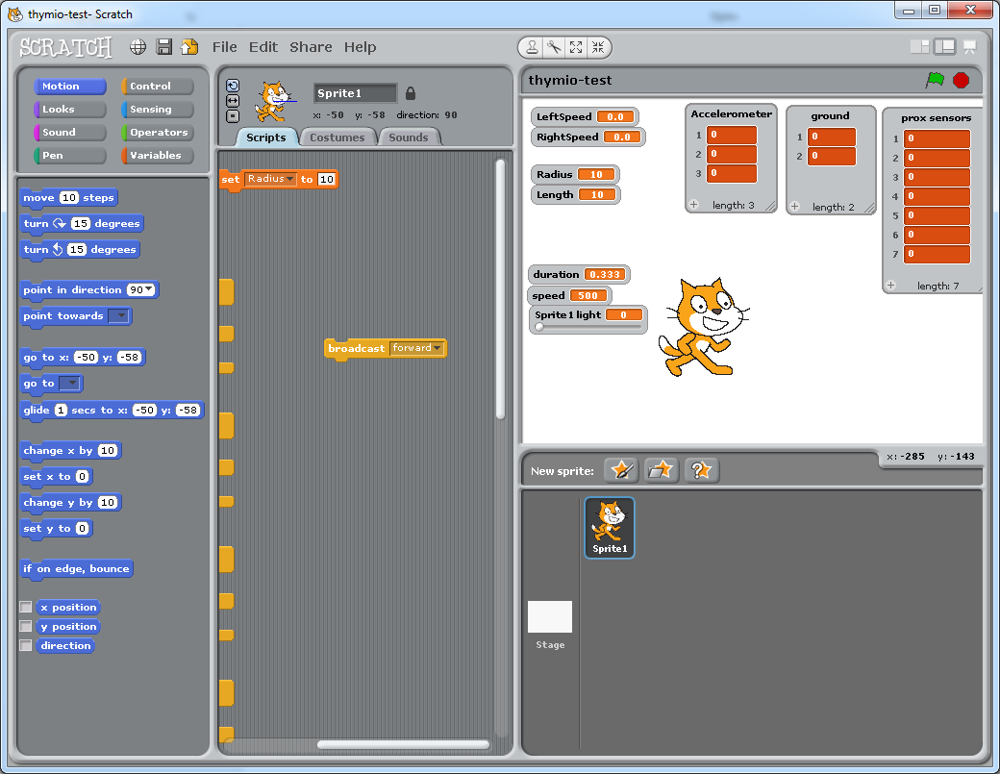 thymio-test- Scratch
SCRATCH File Edit Share Help
Motion Control
Looks Sensing
Sound Operators
Pen Variables
move 10 steps
turn 15 degrees
turn 15 degrees
point in direction 90
point towards
go to x: -50 y: -58
go to
glide 1 secs to x: -50 y: -58
change x by 10
set x to 0
change y by 10
set y to 0
if on edge, bounce
x position
y position
direction
Sprite1
x: -50 y: -58 direction: 90
Scripts Costumes Sounds
set Radius to 10
broadcast forward
thymio-test
LeftSpeed 0.0
RightSpeed 0.0
Radius 10
Length 10
duration 0.333
speed 500
Sprite1 light 0
Accelerometer
1 0
2 0
3 0
+ length: 3
ground
1 0
2 0
+ length: 2
prox sensors
1 0
2 0
3 0
4 0
5 0
6 0
7 0
+ length: 7
x: -285 y: -143
New sprite:
Sprite1
Stage